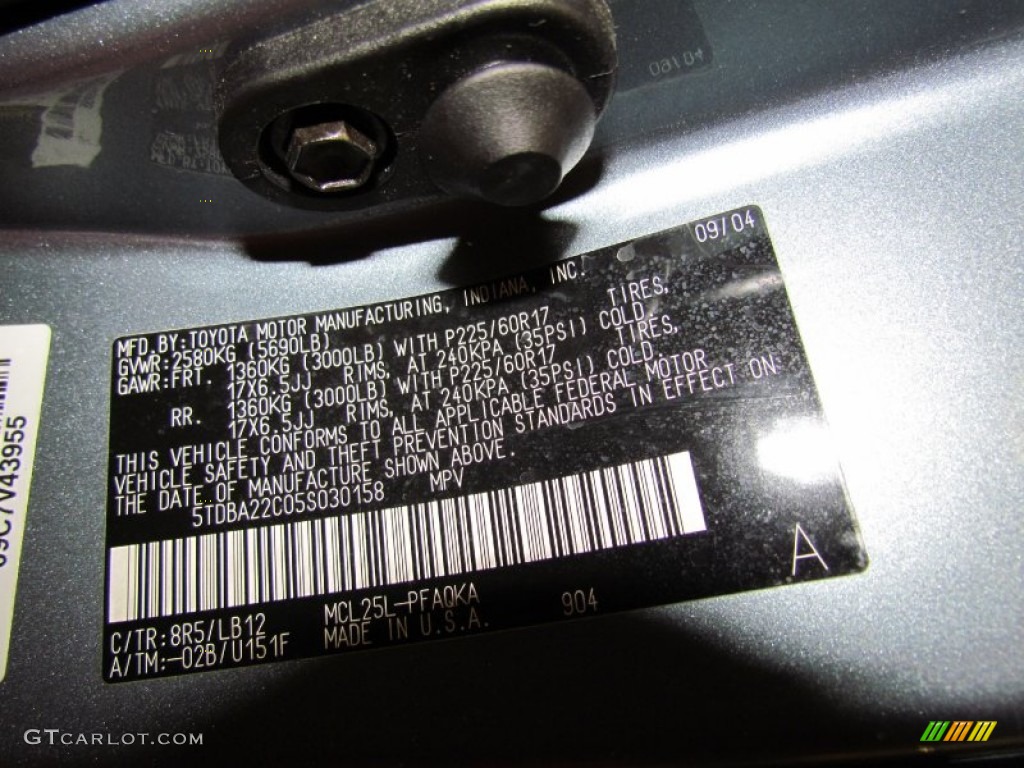 09/04
MFD. BY: TOYOTA MOTOR MANUFACTURING, INDIANA, INC.
GVWR: 2580KG (5690LB)
GAWR: FRT. 1360KG (3000LB) WITH P225/60R17 TIRES,
17X6.5JJ RIMS, AT 240KPA (35PSI) COLD.
RR. 1360KG (3000LB) WITH P225/60R17 TIRES,
17X6.5JJ RIMS, AT 240KPA (35PSI) COLD.
THIS VEHICLE CONFORMS TO ALL APPLICABLE FEDERAL MOTOR
VEHICLE SAFETY AND THEFT PREVENTION STANDARDS IN EFFECT ON
THE DATE OF MANUFACTURE SHOWN ABOVE.
5TDBA22C05S030158 MPV
A
C/TR: 8R5/LB12 MCL25L-PFAQKA 904
A/TM:-02B/U151F MADE IN U.S.A.
09C7V43955
GTCARLOT.COM